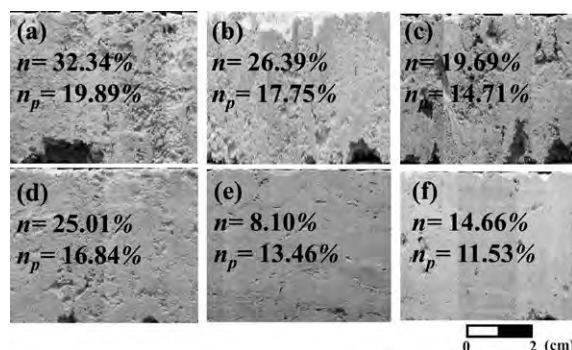 (a)
n= 32.34%
nₚ= 19.89%
(b)
n= 26.39%
nₚ= 17.75%
(c)
n= 19.69%
nₚ= 14.71%
(d)
n= 25.01%
nₚ= 16.84%
(e)
n= 8.10%
nₚ= 13.46%
(f)
n= 14.66%
nₚ= 11.53%
0 2 (cm)